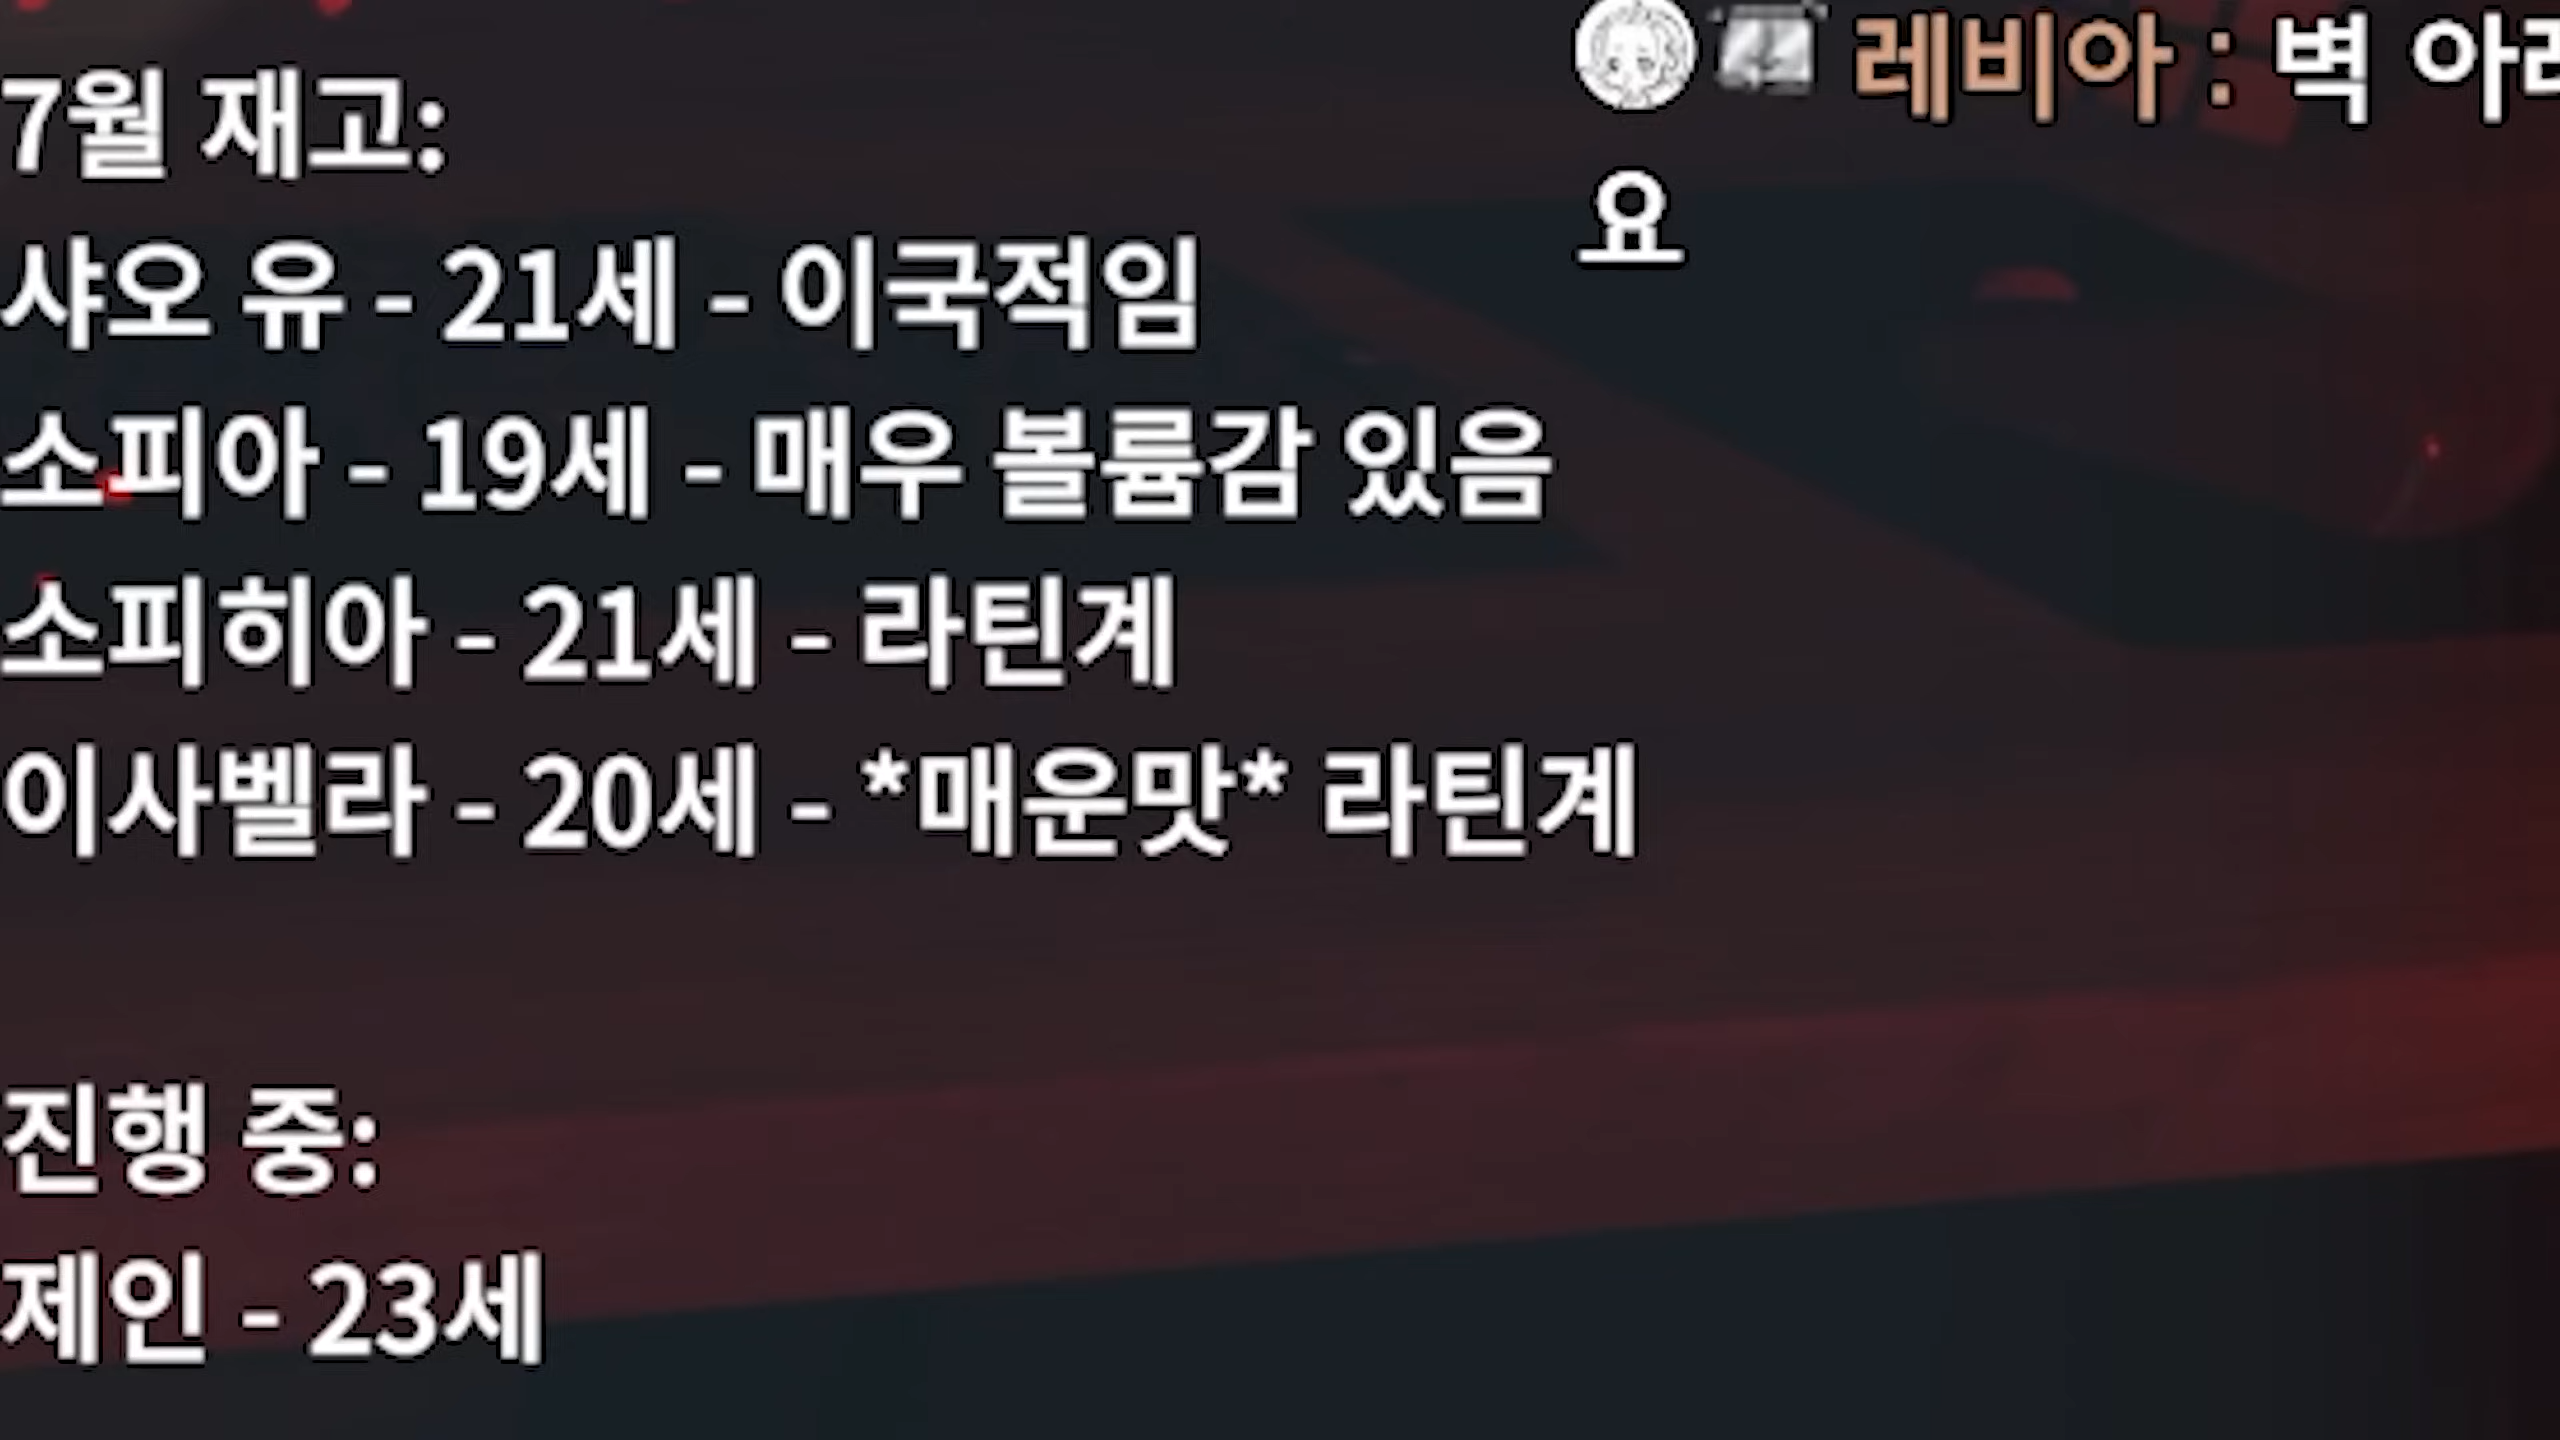 7월 재고:
샤오 유 - 21세 - 이국적임
소피아 - 19세 - 매우 볼륨감 있음
소피히아 - 21세 - 라틴계
이사벨라 - 20세 - *매운맛* 라틴계
진행 중:
제인 - 23세
레비아 : 벽
요